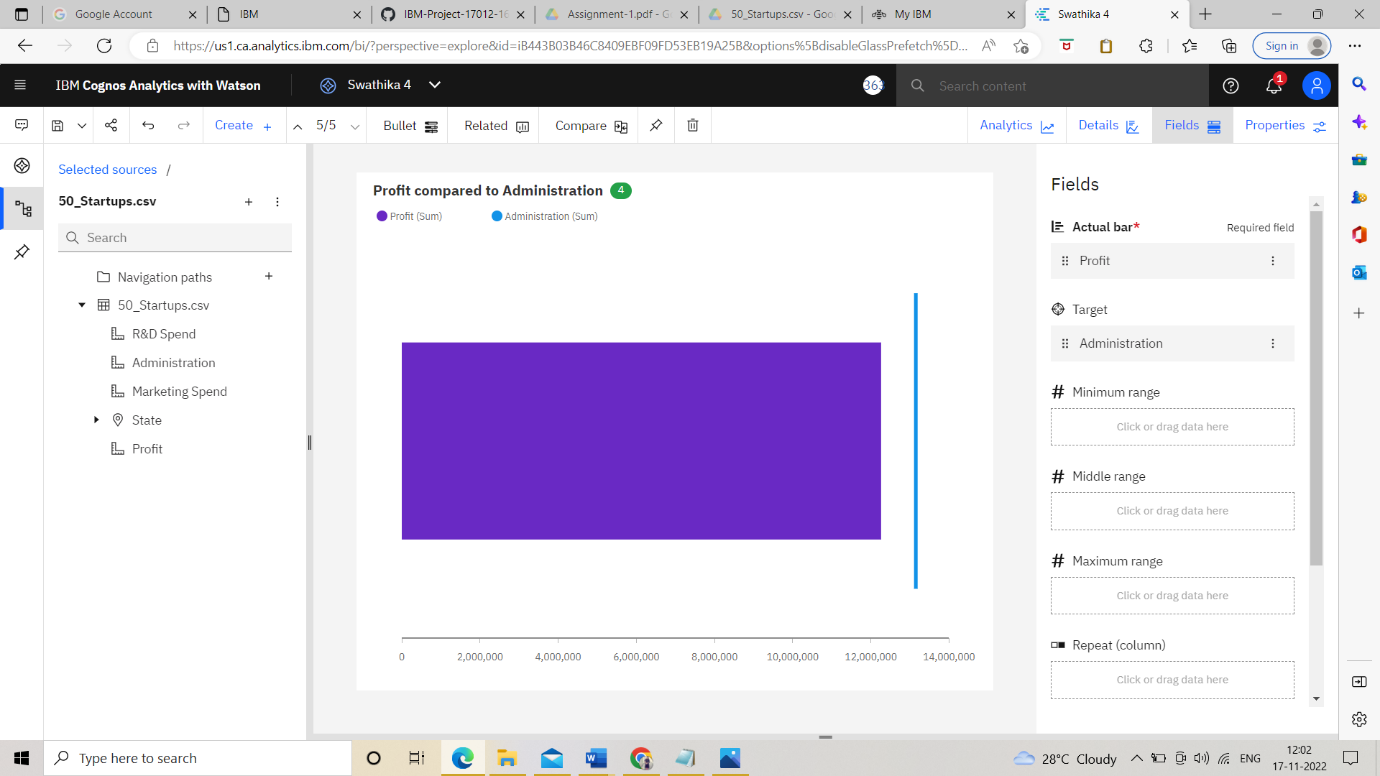 Google Account
IBM
IBM-Project-17012-16
Assignment-1.pdf - G
50_Startups.csv - Goo
My IBM
Swathika 4
https://us1.ca.analytics.ibm.com/bi/?perspective=explore&id=iB443B03B46C8409EBF09FD53EB19A25B&options%5BdisableGlassPrefetch%5D...
Sign in
IBM Cognos Analytics with Watson
Swathika 4
363
Search content
1
Create
5/5
Bullet
Related
Compare
Analytics
Details
Fields
Properties
Selected sources /
50_Startups.csv
Search
Navigation paths
50_Startups.csv
R&D Spend
Administration
Marketing Spend
State
Profit
Profit compared to Administration 4
Profit (Sum)
Administration (Sum)
0 2,000,000 4,000,000 6,000,000 8,000,000 10,000,000 12,000,000 14,000,000
Fields
Actual bar* Required field
Profit
Target
Administration
Minimum range
Click or drag data here
Middle range
Click or drag data here
Maximum range
Click or drag data here
Repeat (column)
Click or drag data here
Type here to search
28°C Cloudy
ENG
12:02
17-11-2022